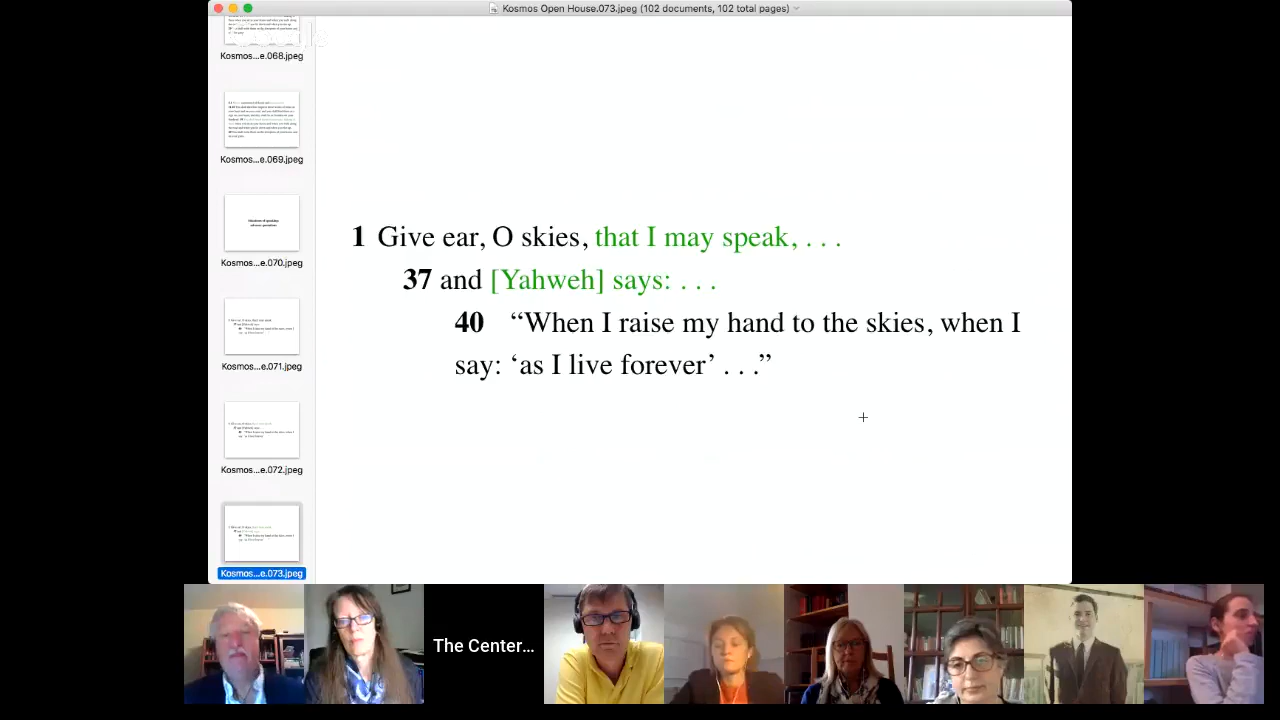 Kosmos Open House.073.jpeg (102 documents, 102 total pages)
Kosmos...e.068.jpeg
Kosmos...e.069.jpeg
Kosmos...e.070.jpeg
Kosmos...e.071.jpeg
Kosmos...e.072.jpeg
Kosmos...e.073.jpeg
1 Give ear, O skies, that I may speak, . . .
37 and [Yahweh] says: . . .
40 “When I raise my hand to the skies, when I
say: ‘as I live forever’ . . .”
The Center...